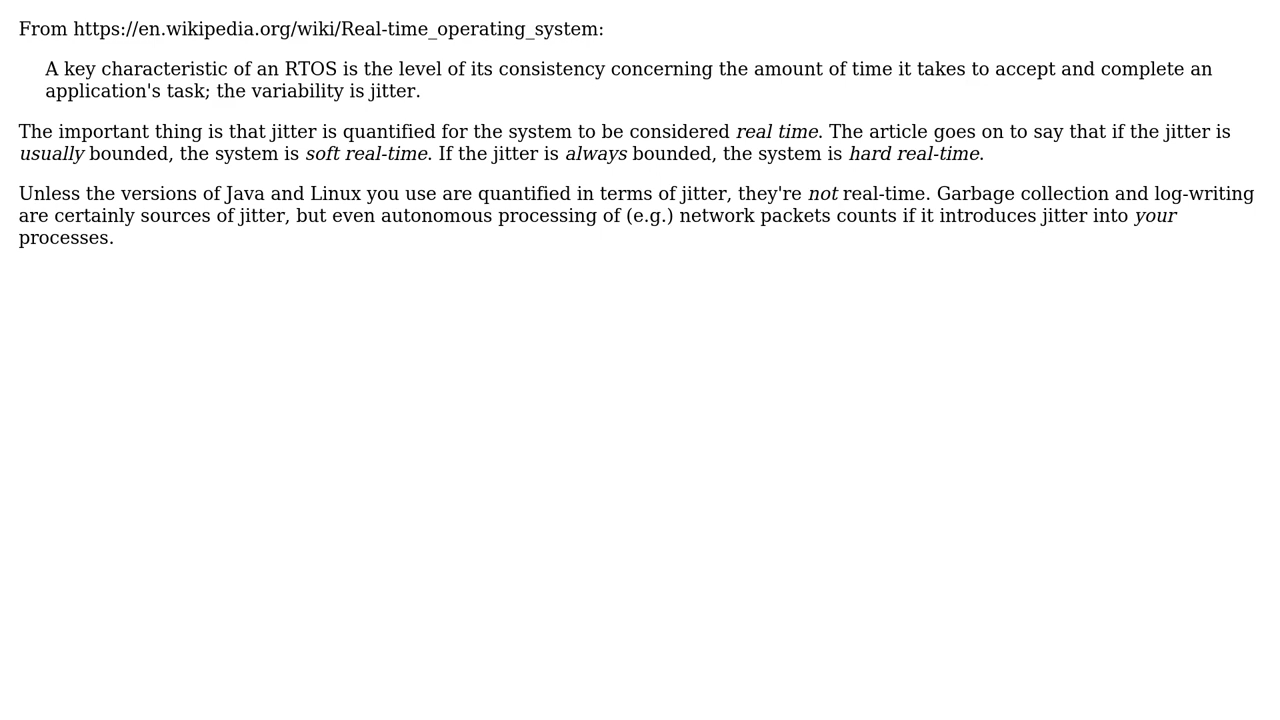 From https://en.wikipedia.org/wiki/Real-time_operating_system:
A key characteristic of an RTOS is the level of its consistency concerning the amount of time it takes to accept and complete an
application's task; the variability is jitter.
The important thing is that jitter is quantified for the system to be considered real time. The article goes on to say that if the jitter is
usually bounded, the system is soft real-time. If the jitter is always bounded, the system is hard real-time.
Unless the versions of Java and Linux you use are quantified in terms of jitter, they're not real-time. Garbage collection and log-writing
are certainly sources of jitter, but even autonomous processing of (e.g.) network packets counts if it introduces jitter into your
processes.